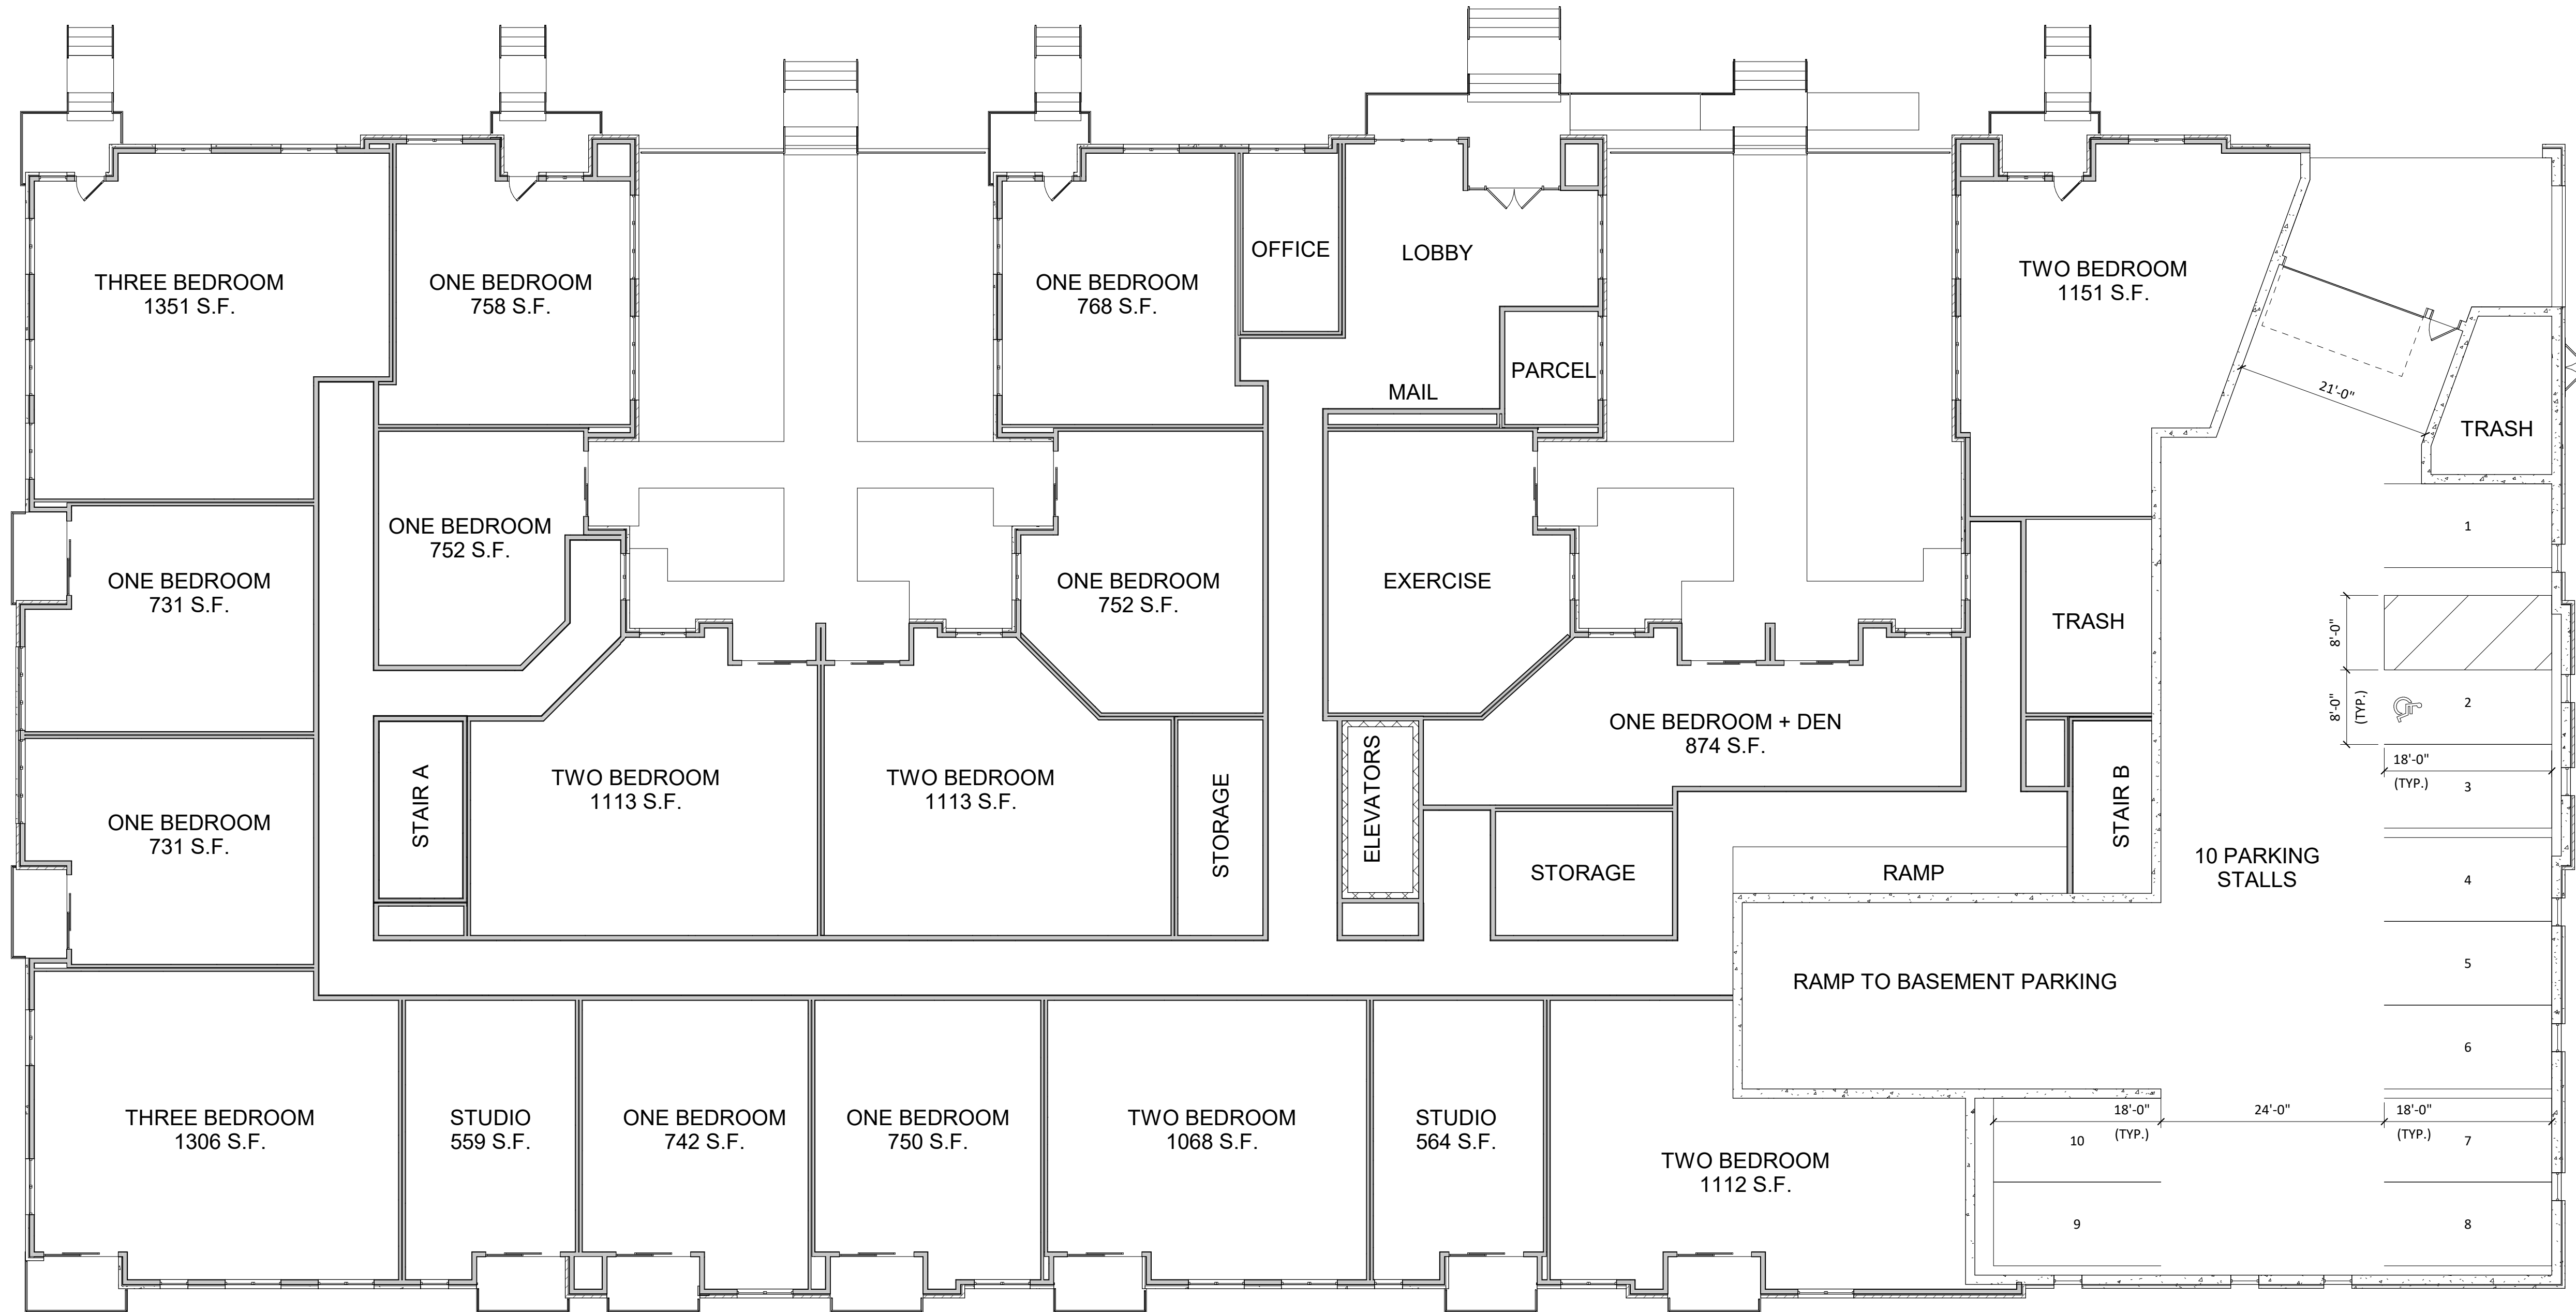 OFFICE
LOBBY
THREE BEDROOM
1351 S.F.
ONE BEDROOM
758 S.F.
ONE BEDROOM
768 S.F.
TWO BEDROOM
1151 S.F.
PARCEL
MAIL
21'-0"
TRASH
ONE BEDROOM
752 S.F.
ONE BEDROOM
731 S.F.
ONE BEDROOM
752 S.F.
EXERCISE
TRASH
1
8'-0"
8'-0"
(TYP.)
2
18'-0"
(TYP.)
3
ONE BEDROOM + DEN
874 S.F.
STAIR A
TWO BEDROOM
1113 S.F.
TWO BEDROOM
1113 S.F.
STORAGE
ELEVATORS
STAIR B
ONE BEDROOM
731 S.F.
STORAGE
RAMP
10 PARKING
STALLS
4
5
RAMP TO BASEMENT PARKING
6
THREE BEDROOM
1306 S.F.
STUDIO
559 S.F.
ONE BEDROOM
742 S.F.
ONE BEDROOM
750 S.F.
TWO BEDROOM
1068 S.F.
STUDIO
564 S.F.
TWO BEDROOM
1112 S.F.
18'-0"
(TYP.)
24'-0"
18'-0"
(TYP.)
10
7
9
8